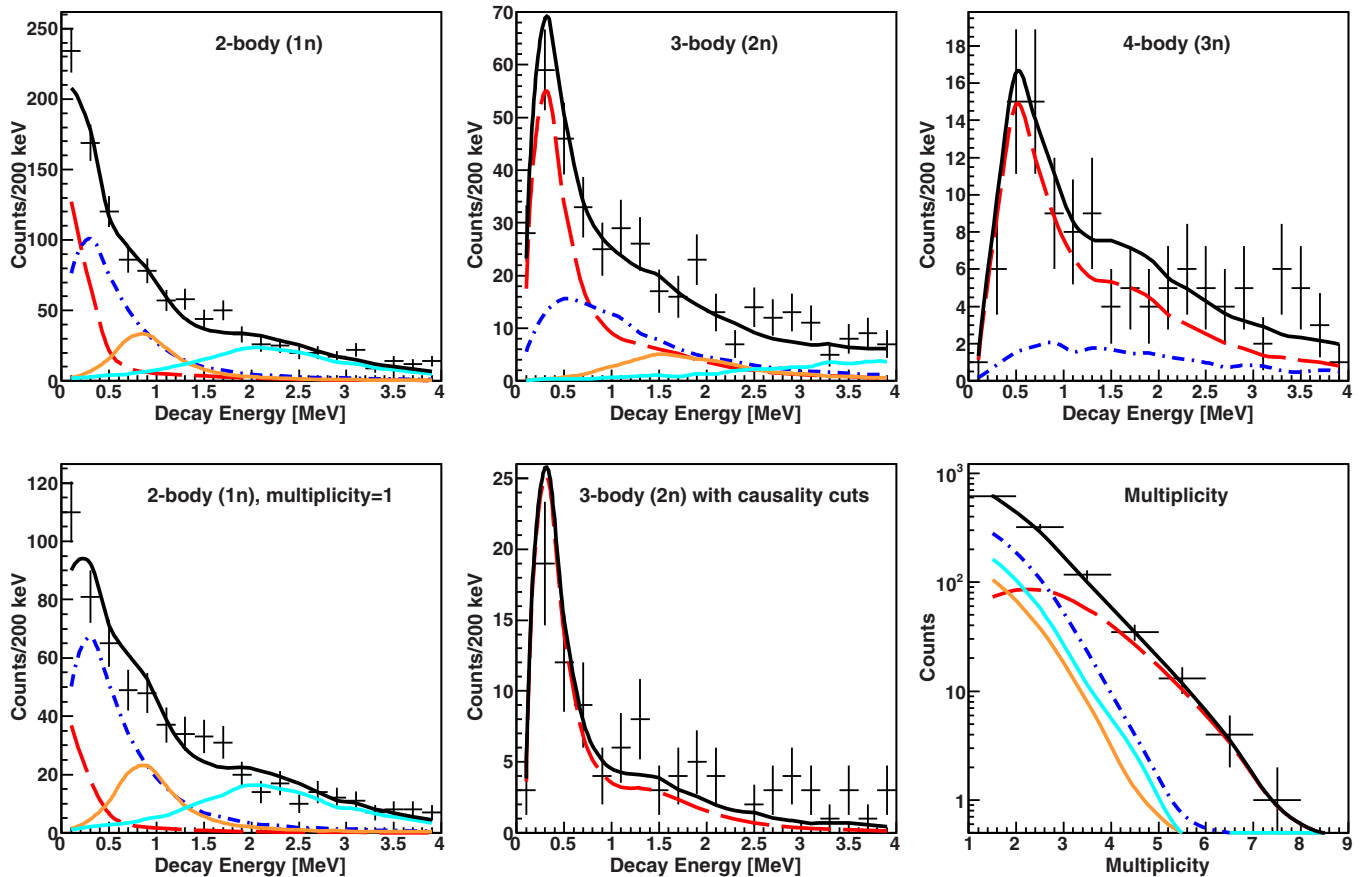 2-body (1n)
Counts/200 keV
250
200
150
100
50
0
0 0.5 1 1.5 2 2.5 3 3.5 4
Decay Energy [MeV]
3-body (2n)
Counts/200 keV
70
60
50
40
30
20
10
0
0 0.5 1 1.5 2 2.5 3 3.5 4
Decay Energy [MeV]
4-body (3n)
Counts/200 keV
18
16
14
12
10
8
6
4
2
0
0 0.5 1 1.5 2 2.5 3 3.5 4
Decay Energy [MeV]
2-body (1n), multiplicity=1
Counts/200 keV
120
100
80
60
40
20
0
0 0.5 1 1.5 2 2.5 3 3.5 4
Decay Energy [MeV]
3-body (2n) with causality cuts
Counts/200 keV
25
20
15
10
5
0
0 0.5 1 1.5 2 2.5 3 3.5 4
Decay Energy [MeV]
Multiplicity
Counts
10³
10²
10
1
1 2 3 4 5 6 7 8 9
Multiplicity